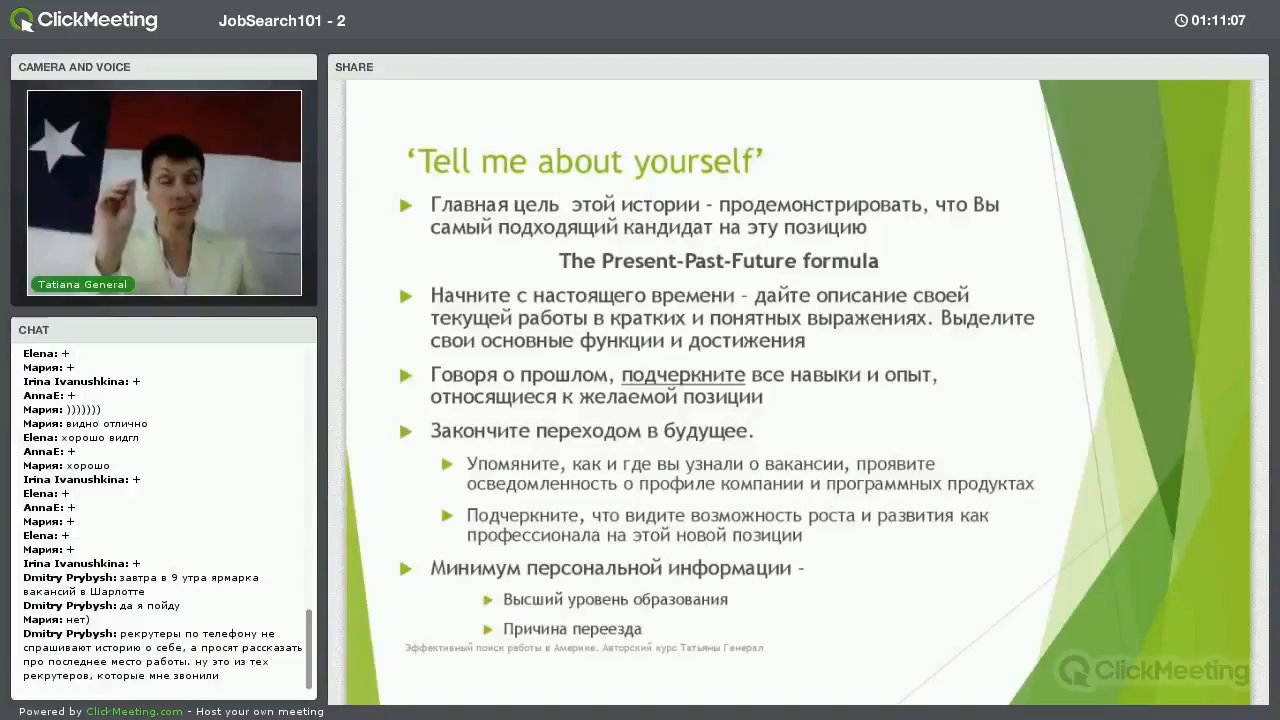 ClickMeeting
JobSearch101 - 2
01:11:07
CAMERA AND VOICE
Tatiana General
CHAT
Elena: +
Мария: +
Irina Ivanushkina: +
AnnaE: +
Мария: )))))))
Мария: видно отлично
Elena: хорошо видгл
AnnaE: +
Мария: хорошо
Irina Ivanushkina: +
Elena: +
AnnaE: +
Мария: +
Elena: +
Мария: +
Irina Ivanushkina: +
Dmitry Prybysh: завтра в 9 утра ярмарка
вакансий в Шарлотте
Dmitry Prybysh: да я пойду
Мария: нет)
Dmitry Prybysh: рекрутеры по телефону не
спрашивают историю о себе, а просят рассказать
про последнее место работы. ну это из тех
рекрутеров, которые мне звонили
SHARE
‘Tell me about yourself’
Главная цель этой истории - продемонстрировать, что Вы
самый подходящий кандидат на эту позицию
The Present-Past-Future formula
Начните с настоящего времени - дайте описание своей
текущей работы в кратких и понятных выражениях. Выделите
свои основные функции и достижения
Говоря о прошлом, подчеркните все навыки и опыт,
относящиеся к желаемой позиции
Закончите переходом в будущее.
Упомяните, как и где вы узнали о вакансии, проявите
осведомленность о профиле компании и программных продуктах
Подчеркните, что видите возможность роста и развития как
профессионала на этой новой позиции
Минимум персональной информации -
Высший уровень образования
Причина переезда
Эффективный поиск работы в Америке. Авторский курс Татьяны Генерал
ClickMeeting
Powered by ClickMeeting.com - Host your own meeting